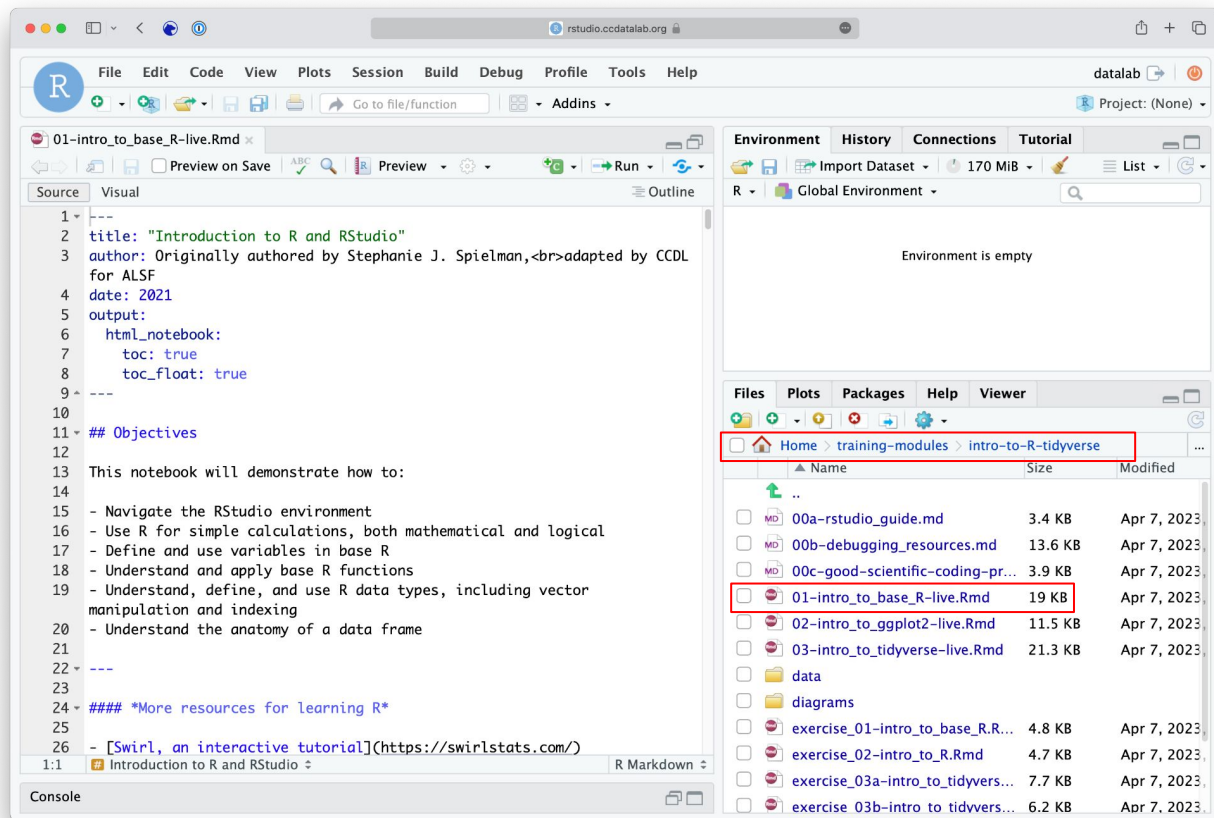 rstudio.ccdatalab.org
R
File Edit Code View Plots Session Build Debug Profile Tools Help
datalab
Go to file/function
Addins
Project: (None)
01-intro_to_base_R-live.Rmd
Preview on Save ABC Preview Run
Source Visual Outline
1 ---
2 title: "Introduction to R and RStudio"
3 author: Originally authored by Stephanie J. Spielman,<br>adapted by CCDL
for ALSF
4 date: 2021
5 output:
6 html_notebook:
7 toc: true
8 toc_float: true
9 ---
10
11 ## Objectives
12
13 This notebook will demonstrate how to:
14
15 - Navigate the RStudio environment
16 - Use R for simple calculations, both mathematical and logical
17 - Define and use variables in base R
18 - Understand and apply base R functions
19 - Understand, define, and use R data types, including vector
manipulation and indexing
20 - Understand the anatomy of a data frame
21
22 ---
23
24 #### *More resources for learning R*
25
26 - [Swirl, an interactive tutorial](https://swirlstats.com/)
1:1 # Introduction to R and RStudio R Markdown
Console
Environment History Connections Tutorial
Import Dataset 170 MiB List
R Global Environment
Environment is empty
Files Plots Packages Help Viewer
Home > training-modules > intro-to-R-tidyverse ...
Name Size Modified
..
MD 00a-rstudio_guide.md 3.4 KB Apr 7, 2023,
MD 00b-debugging_resources.md 13.6 KB Apr 7, 2023,
MD 00c-good-scientific-coding-pr... 3.9 KB Apr 7, 2023,
01-intro_to_base_R-live.Rmd 19 KB Apr 7, 2023,
02-intro_to_ggplot2-live.Rmd 11.5 KB Apr 7, 2023,
03-intro_to_tidyverse-live.Rmd 21.3 KB Apr 7, 2023,
data
diagrams
exercise_01-intro_to_base_R.R... 4.8 KB Apr 7, 2023,
exercise_02-intro_to_R.Rmd 4.7 KB Apr 7, 2023,
exercise_03a-intro_to_tidyvers... 7.7 KB Apr 7, 2023,
exercise_03b-intro_to_tidyvers... 6.2 KB Apr 7, 2023,